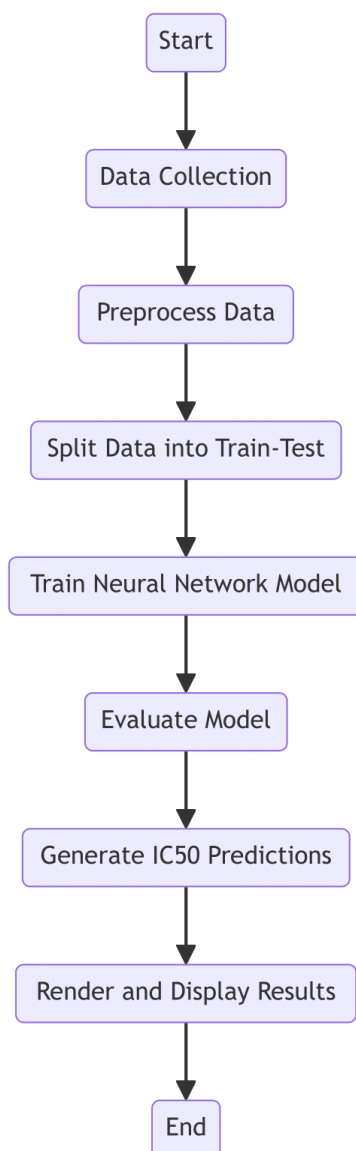 Start
Data Collection
Preprocess Data
Split Data into Train-Test
Train Neural Network Model
Evaluate Model
Generate IC50 Predictions
Render and Display Results
End